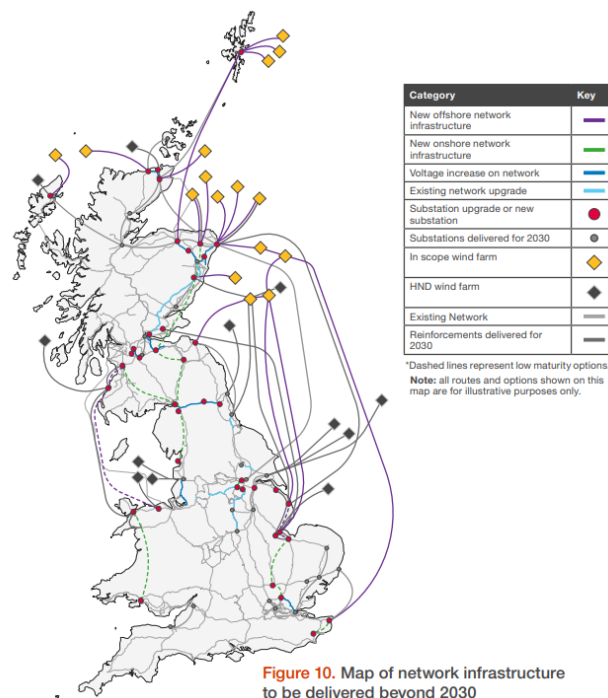 Category Key
New offshore network
infrastructure
New onshore network
infrastructure
Voltage increase on network
Existing network upgrade
Substation upgrade or new
substation
Substations delivered for 2030
In scope wind farm
HND wind farm
Existing Network
Reinforcements delivered for
2030
*Dashed lines represent low maturity options
Note: all routes and options shown on this
map are for illustrative purposes only.
Figure 10. Map of network infrastructure
to be delivered beyond 2030